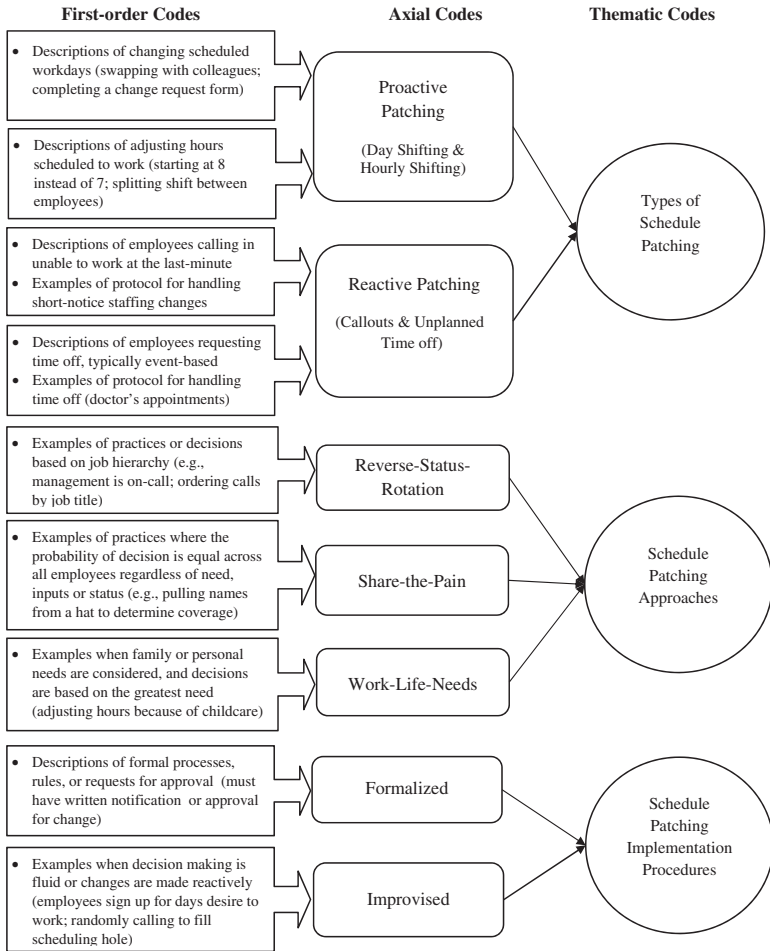 First-order Codes
Axial Codes
Thematic Codes
• Descriptions of changing scheduled
workdays (swapping with colleagues;
completing a change request form)
• Descriptions of adjusting hours
scheduled to work (starting at 8
instead of 7; splitting shift between
employees)
Proactive
Patching
(Day Shifting &
Hourly Shifting)
• Descriptions of employees calling in
unable to work at the last-minute
• Examples of protocol for handling
short-notice staffing changes
• Descriptions of employees requesting
time off, typically event-based
• Examples of protocol for handling
time off (doctor's appointments)
Reactive Patching
(Callouts & Unplanned
Time off)
Types of
Schedule
Patching
• Examples of practices or decisions
based on job hierarchy (e.g.,
management is on-call; ordering calls
by job title)
Reverse-Status-
Rotation
• Examples of practices where the
probability of decision is equal across
all employees regardless of need,
inputs or status (e.g., pulling names
from a hat to determine coverage)
Share-the-Pain
• Examples when family or personal
needs are considered, and decisions
are based on the greatest need
(adjusting hours because of childcare)
Work-Life-Needs
Schedule
Patching
Approaches
• Descriptions of formal processes,
rules, or requests for approval (must
have written notification or approval
for change)
Formalized
• Examples when decision making is
fluid or changes are made reactively
(employees sign up for days desire to
work; randomly calling to fill
scheduling hole)
Improvised
Schedule
Patching
Implementation
Procedures